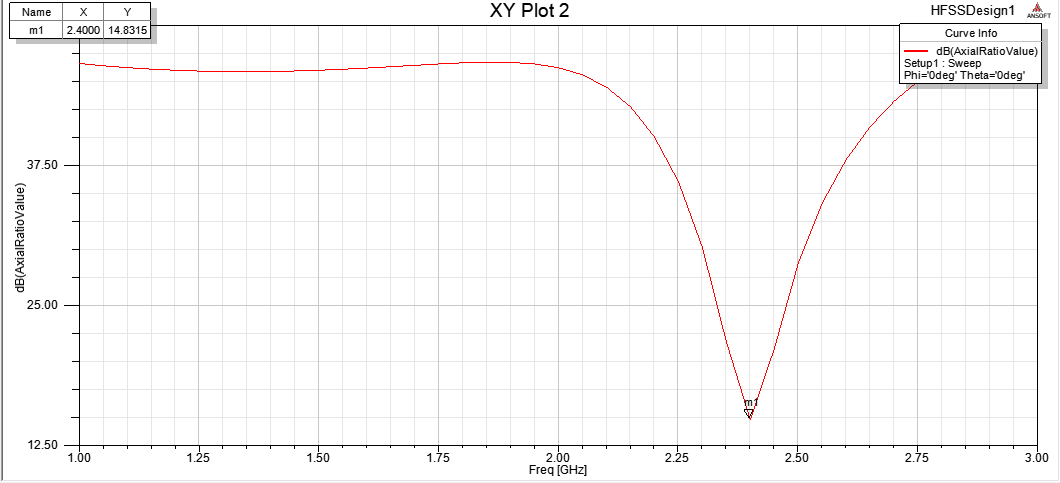 XY Plot 2
HFSSDesign1
ANSOFT
Name X Y
m1 2.4000 14.8315
Curve Info
dB(AxialRatioValue)
Setup1 : Sweep
Phi='0deg' Theta='0deg'
37.50
25.00
12.50
dB(AxialRatioValue)
m1
1.00 1.25 1.50 1.75 2.00 2.25 2.50 2.75 3.00
Freq [GHz]